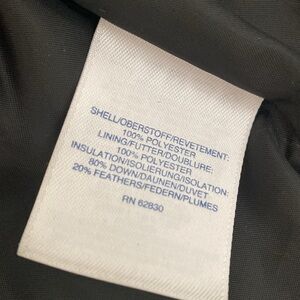 SHELL/OBERSTOFF/REVETEMENT:
100% POLYESTER
LINING/FUTTER/DOUBLURE:
100% POLYESTER
INSULATION/ISOLIERUNG/ISOLATION:
80% DOWN/DAUNEN/DUVET
20% FEATHERS/FEDERN/PLUMES
RN 62830